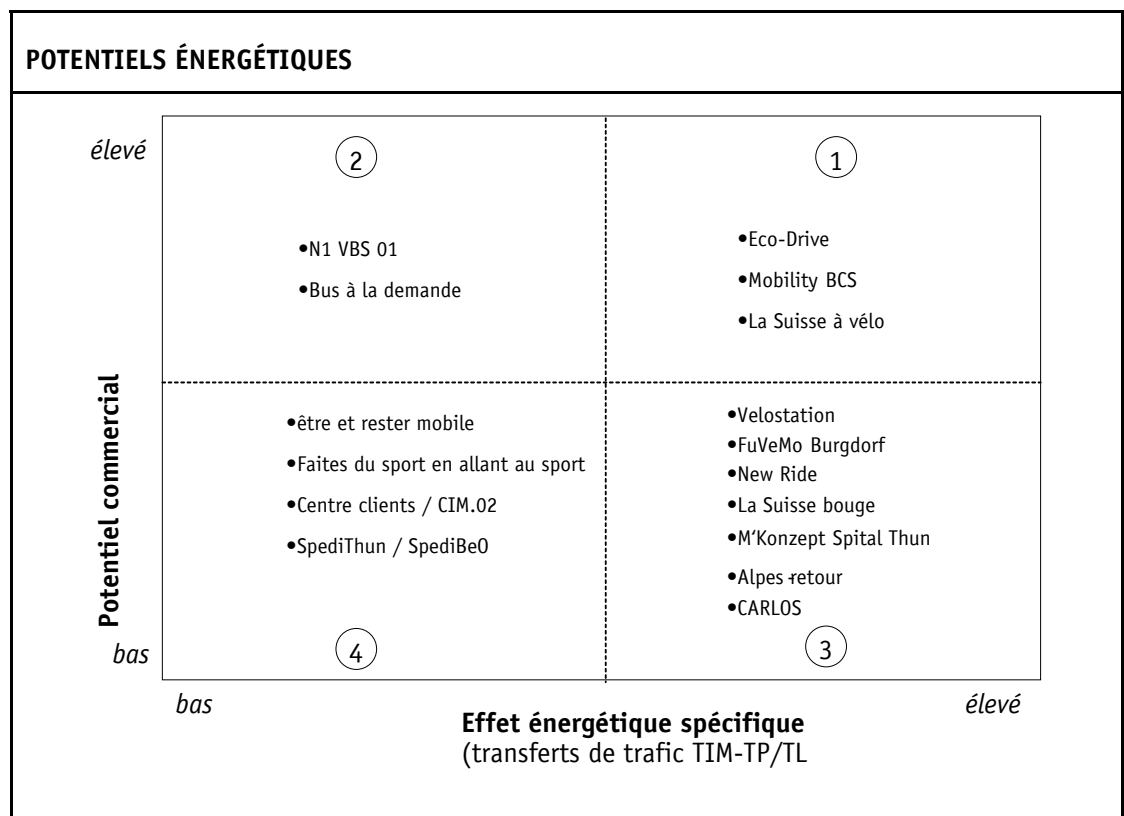 POTENTIELS ÉNERGÉTIQUES
élevé
2
1
•N1 VBS 01
•Bus à la demande
•Eco-Drive
•Mobility BCS
•La Suisse à vélo
Potentiel commercial
•être et rester mobile
•Faites du sport en allant au sport
•Centre clients / CIM.02
•SpediThun / SpediBeO
•Velostation
•FuVeMo Burgdorf
•New Ride
•La Suisse bouge
•M‘Konzept Spital Thun
•Alpes-retour
•CARLOS
bas
4
3
bas
élevé
Effet énergétique spécifique
(transferts de trafic TIM-TP/TL